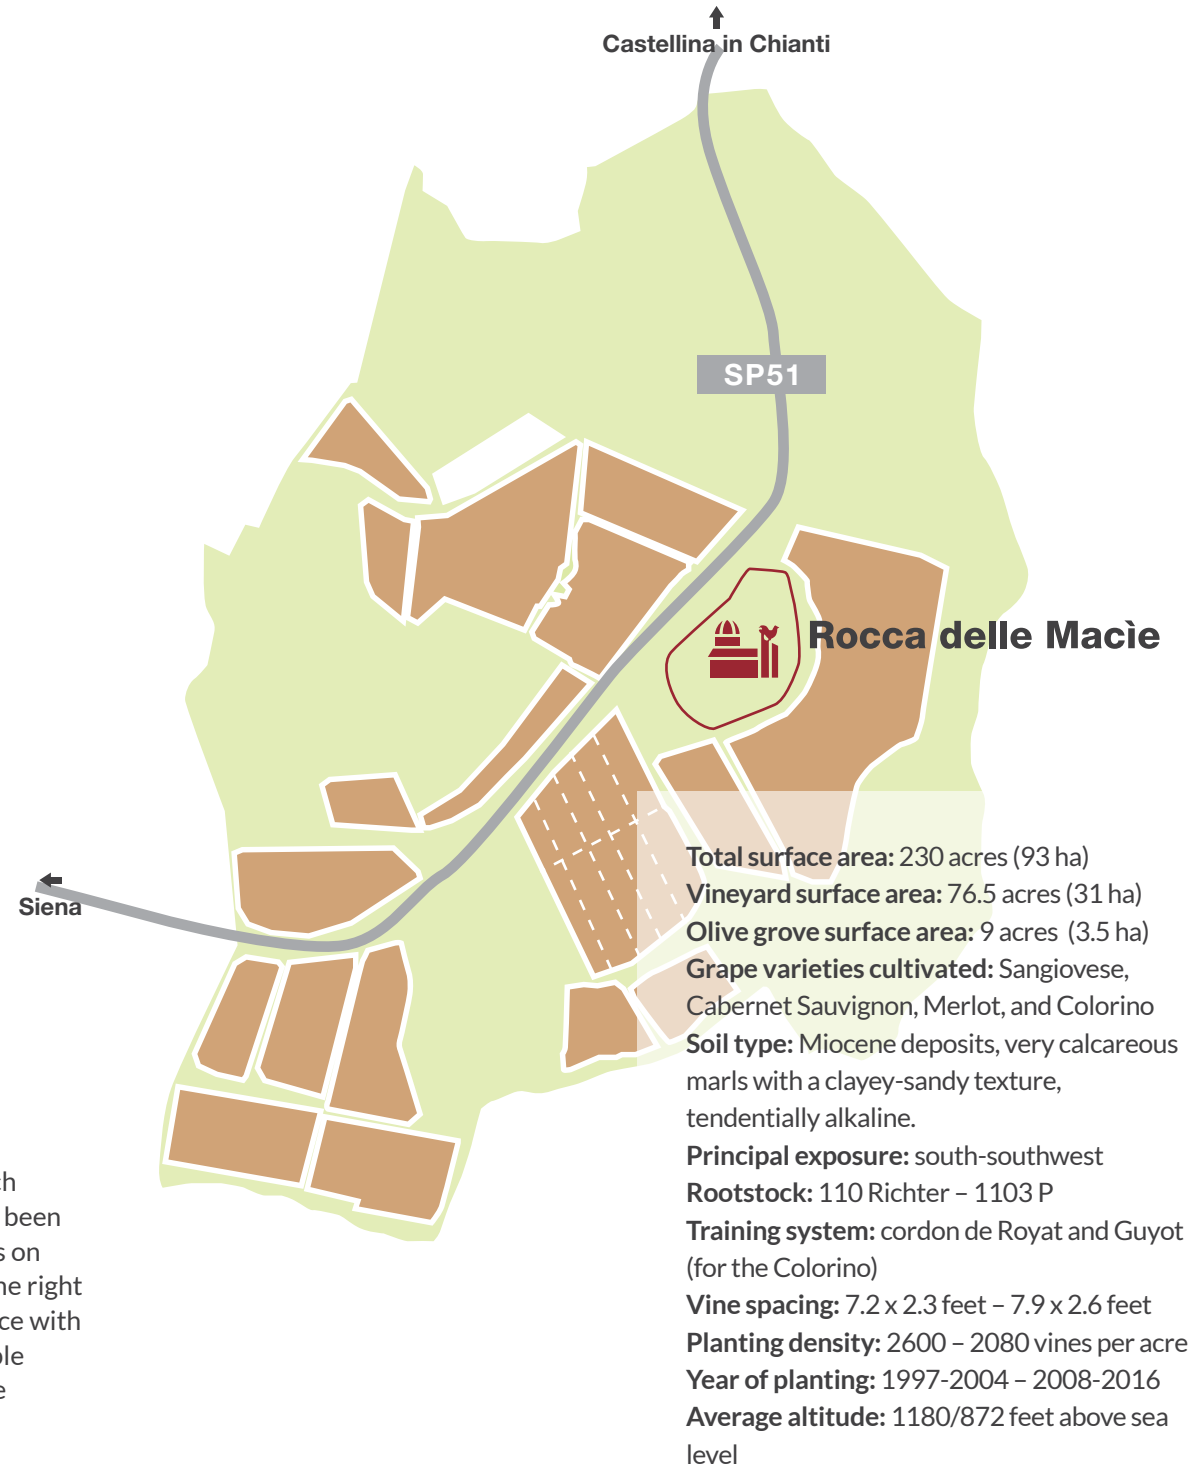 Castellina in Chianti
SP51
Rocca delle Macìe
Siena
Total surface area: 230 acres (93 ha)
Vineyard surface area: 76.5 acres (31 ha)
Olive grove surface area: 9 acres (3.5 ha)
Grape varieties cultivated: Sangiovese,
Cabernet Sauvignon, Merlot, and Colorino
Soil type: Miocene deposits, very calcareous
marls with a clayey-sandy texture,
tendentially alkaline.
Principal exposure: south-southwest
Rootstock: 110 Richter – 1103 P
Training system: cordon de Royat and Guyot
(for the Colorino)
Vine spacing: 7.2 x 2.3 feet – 7.9 x 2.6 feet
Planting density: 2600 – 2080 vines per acre
Year of planting: 1997-2004 – 2008-2016
Average altitude: 1180/872 feet above sea
level
been
on
right
with